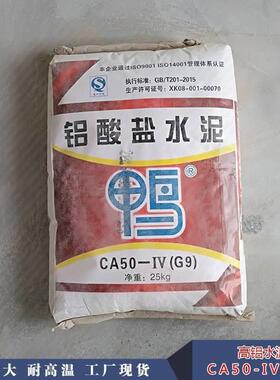 本企业通过ISO9001 ISO14001管理体系认证
执行标准: GB/T201-2015
生产许可证号: XK08-001-00070
铝酸盐水泥
®
CA50-IV(G9)
净重: 25kg
高铝水
大 耐高温 工厂现货
CA50-IV